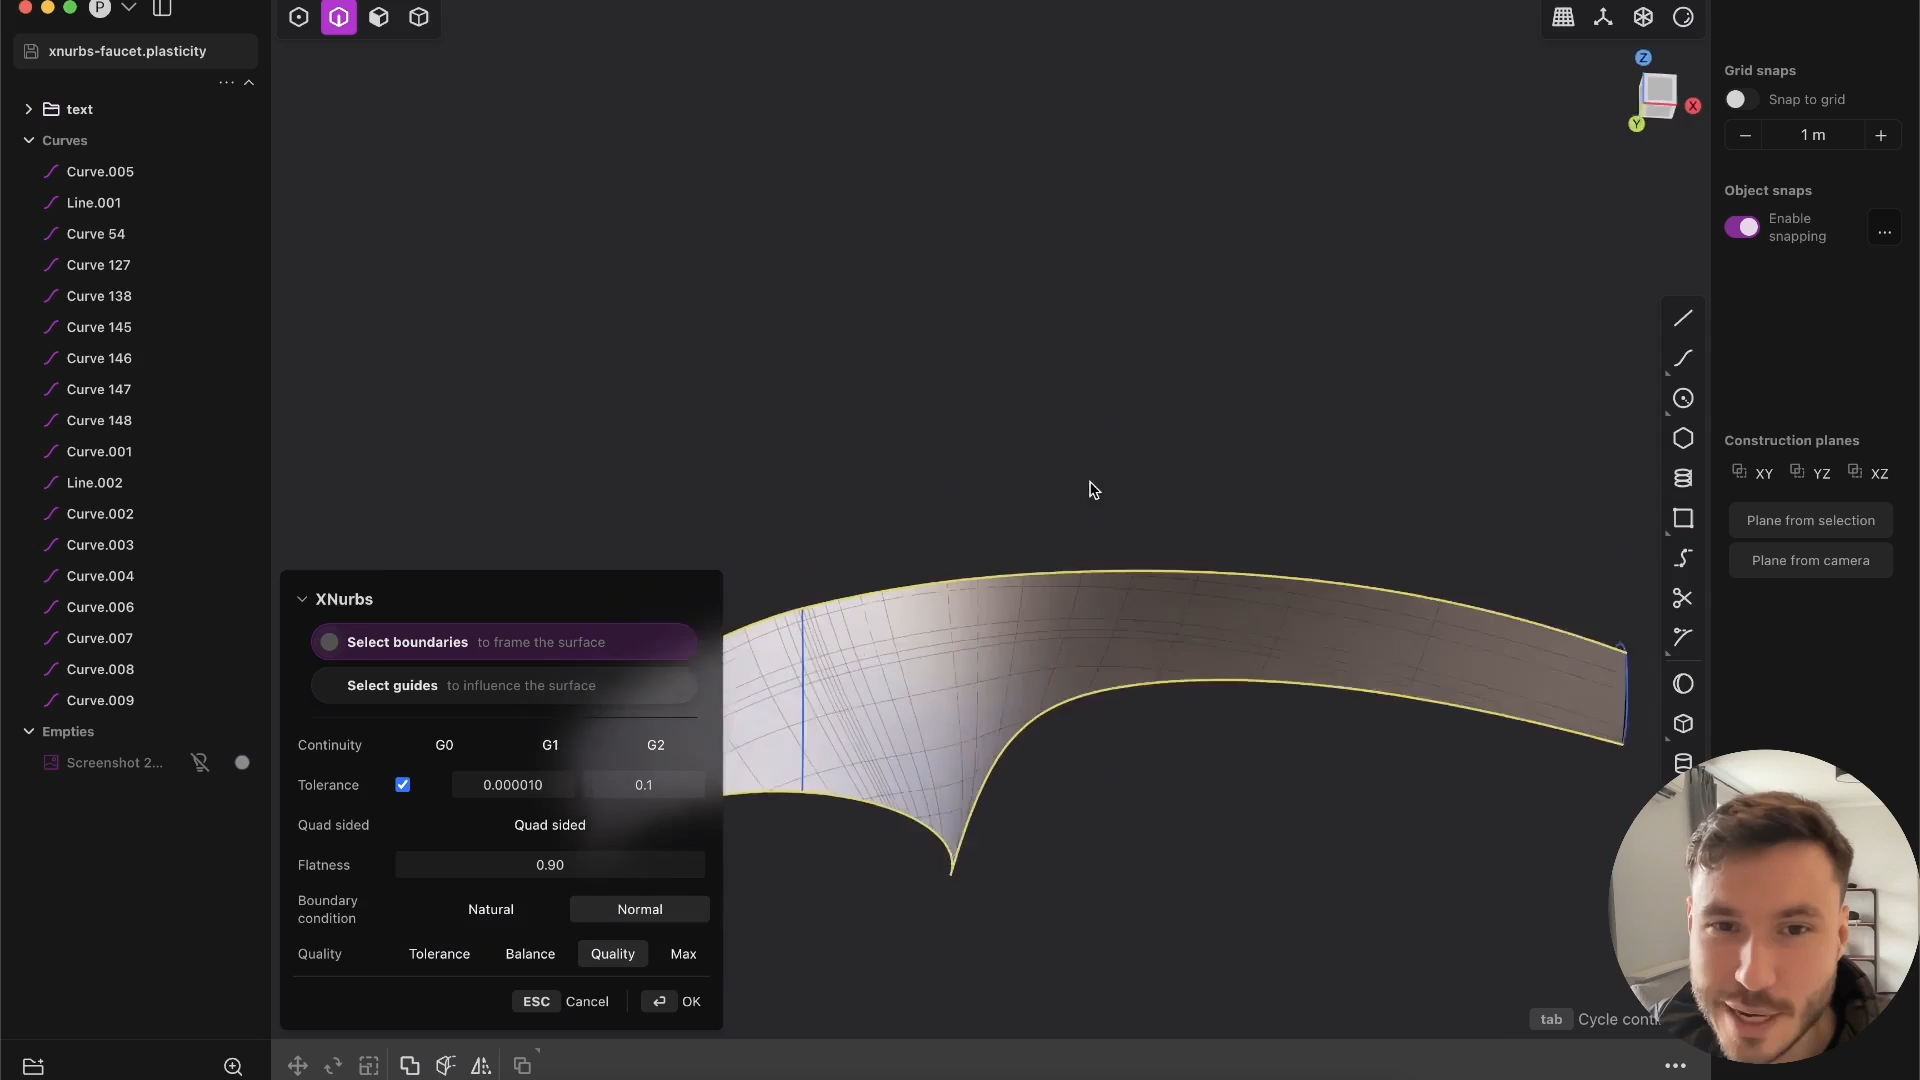 P
xnurbs-faucet.plasticity
text
Curves
Curve.005
Line.001
Curve 54
Curve 127
Curve 138
Curve 145
Curve 146
Curve 147
Curve 148
Curve.001
Line.002
Curve.002
Curve.003
Curve.004
Curve.006
Curve.007
Curve.008
Curve.009
Empties
Screenshot 2...
XNurbs
Select boundaries to frame the surface
Select guides to influence the surface
Continuity G0 G1 G2
Tolerance 0.000010 0.1
Quad sided Quad sided
Flatness 0.90
Boundary
condition Natural Normal
Quality Tolerance Balance Quality Max
ESC Cancel OK
Z
X
Y
Grid snaps
Snap to grid
1 m
Object snaps
Enable
snapping
...
Construction planes
XY YZ XZ
Plane from selection
Plane from camera
tab Cycle conti